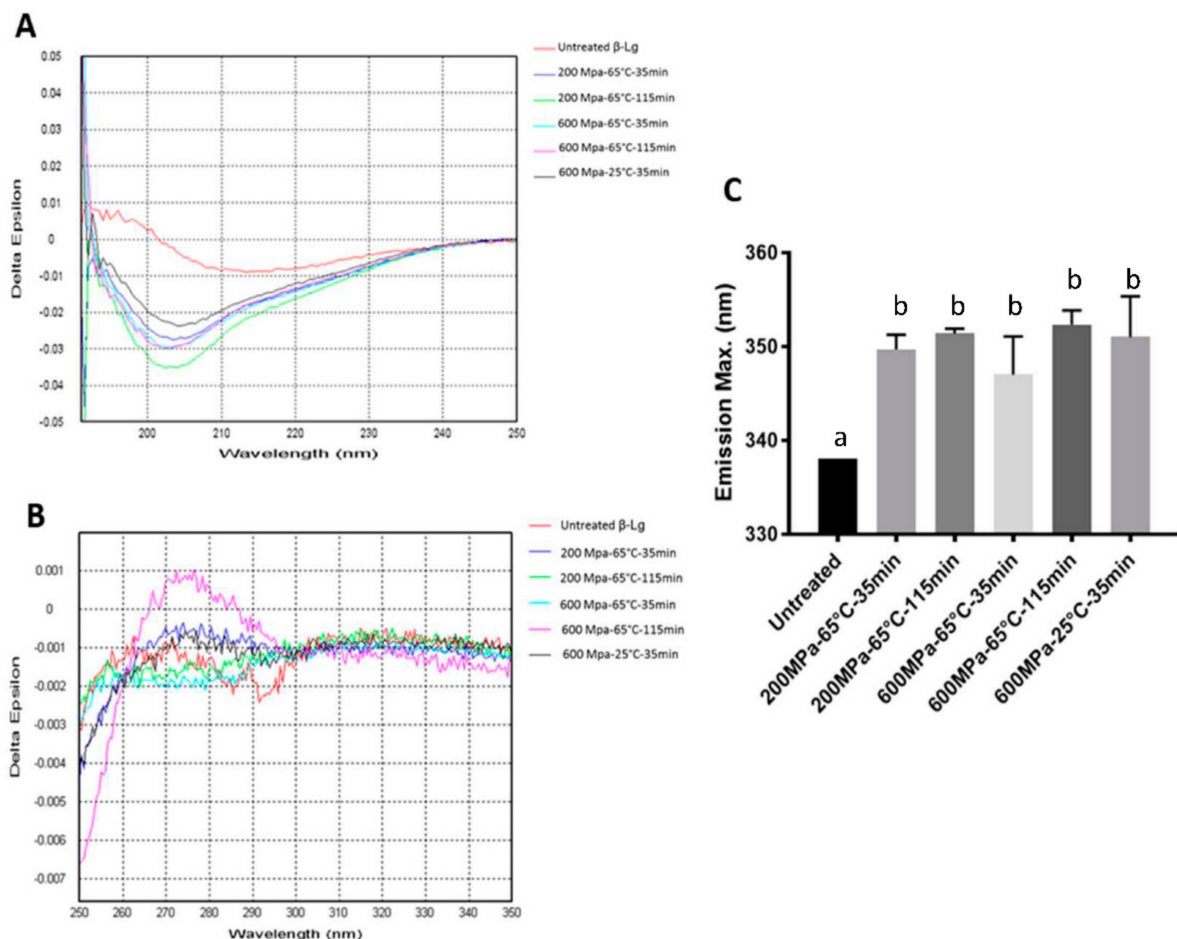 A
0.05
0.04
0.03
0.02
0.01
0
-0.01
-0.02
-0.03
-0.04
-0.05
Delta Epsilon
200 210 220 230 240 250
Wavelength (nm)
Untreated β-Lg
200 Mpa-65°C-35min
200 Mpa-65°C-115min
600 Mpa-65°C-35min
600 Mpa-65°C-115min
600 Mpa-25°C-35min
B
0.001
0
-0.001
-0.002
-0.003
-0.004
-0.005
-0.006
-0.007
Delta Epsilon
250 260 270 280 290 300 310 320 330 340 350
Wavelength (nm)
Untreated β-Lg
200 Mpa-65°C-35min
200 Mpa-65°C-115min
600 Mpa-65°C-35min
600 Mpa-65°C-115min
600 Mpa-25°C-35min
C
360
350
340
330
Emission Max. (nm)
a b b b b b
Untreated
200MPa-65°C-35min
200MPa-65°C-115min
600MPa-65°C-35min
600MPa-65°C-115min
600MPa-25°C-35min